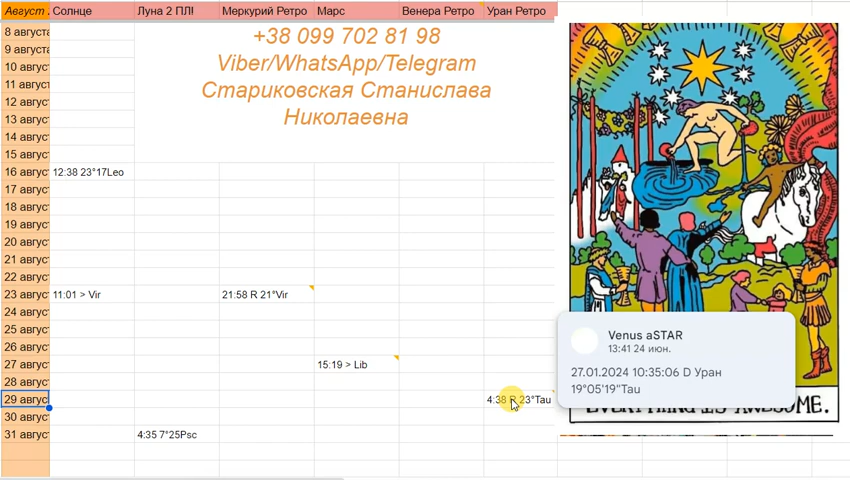 Август 2 Солнце Луна 2 ПЛ! Меркурий Ретро Марс Венера Ретро Уран Ретро
8 августа
9 августа
10 август
11 август
12 август
13 август
14 август
15 август
+38 099 702 81 98
Viber/WhatsApp/Telegram
Стариковская Станислава
Николаевна
16 август 12:38 23°17Leo
17 август
18 август
19 август
20 август
21 август
22 август
23 август 11:01 > Vir 21:58 R 21°Vir
24 август
25 август
26 август
27 август 15:19 > Lib
28 август
29 август 4:38 R 23°Tau
30 август
31 август 4:35 7°25Psc
Venus aSTAR
13:41 24 июн.
27.01.2024 10:35:06 D Уран
19°05'19"Tau
EVERYTHING IS AWESOME.